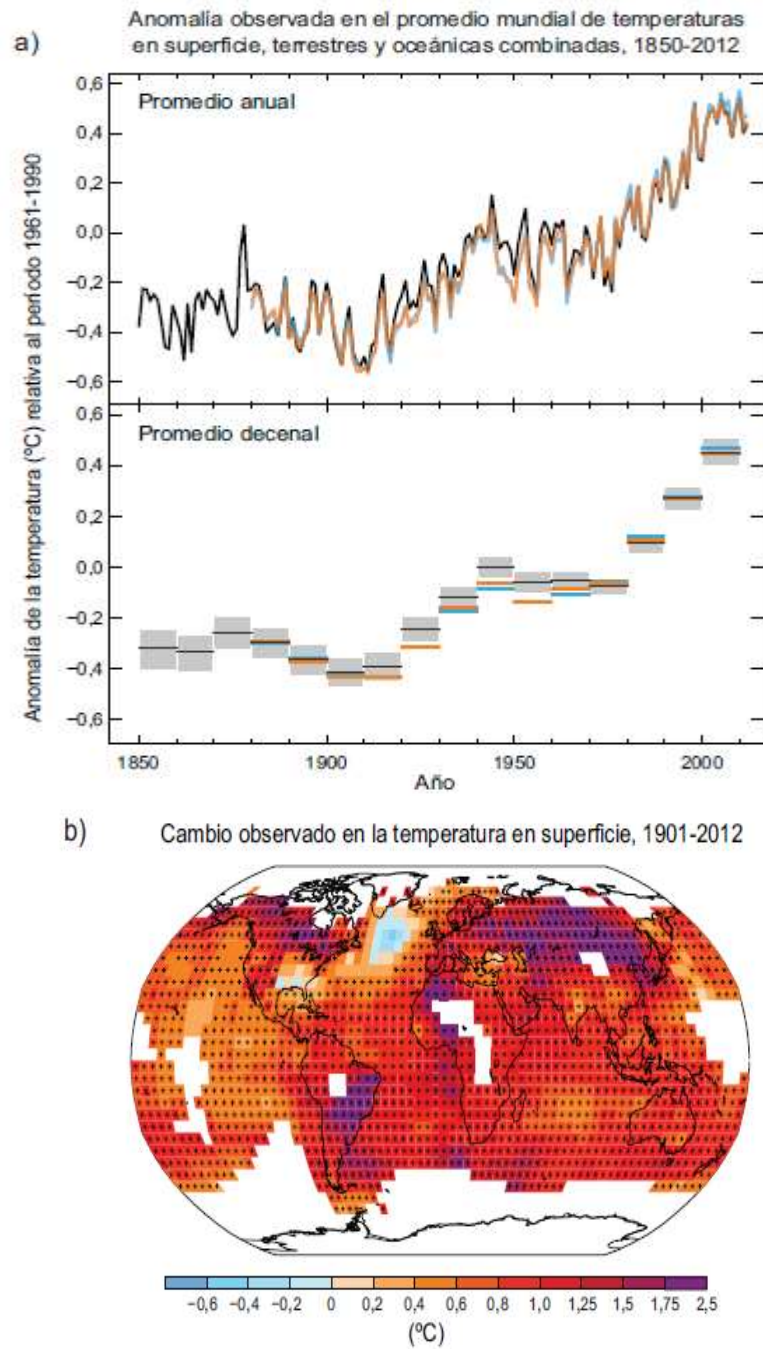 a)
Anomalía observada en el promedio mundial de temperaturas
en superficie, terrestres y oceánicas combinadas, 1850-2012
Anomalía de la temperatura (ºC) relativa al período 1961-1990
Promedio anual
0,6
0,4
0,2
0,0
−0,2
−0,4
−0,6
Promedio decenal
0,6
0,4
0,2
0,0
−0,2
−0,4
−0,6
1850 1900 1950 2000
Año
b)
Cambio observado en la temperatura en superficie, 1901-2012
−0,6 −0,4 −0,2 0 0,2 0,4 0,6 0,8 1,0 1,25 1,5 1,75 2,5
(ºC)